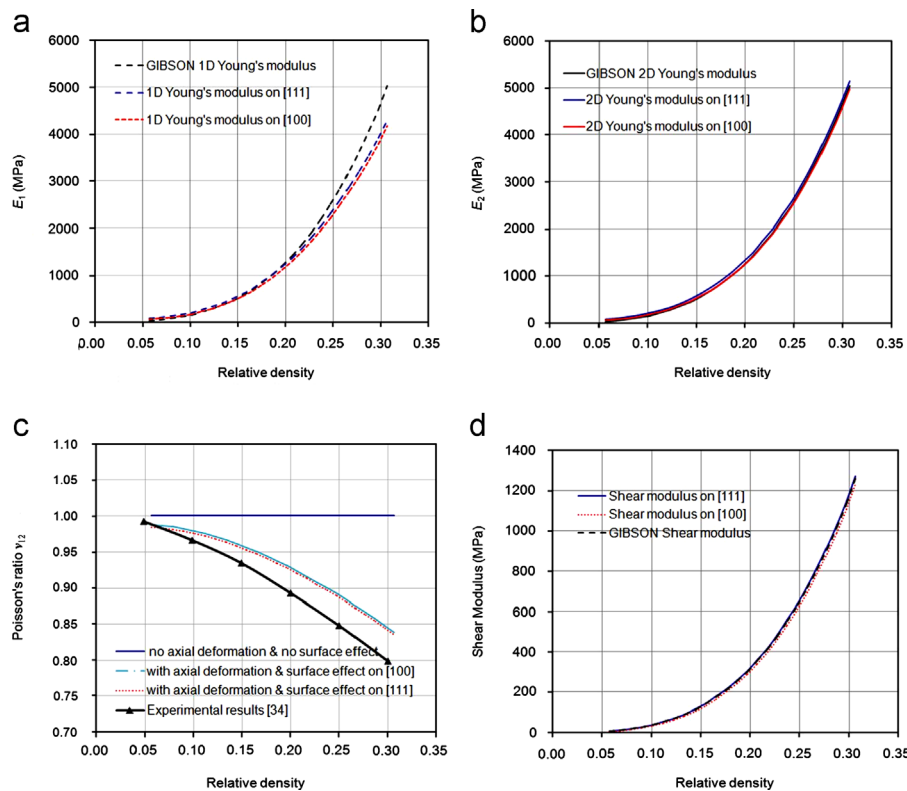 a
6000
5000
4000
3000
2000
1000
0
E1 (MPa)
GIBSON 1D Young's modulus
1D Young's modulus on [111]
1D Young's modulus on [100]
0.00 0.05 0.10 0.15 0.20 0.25 0.30 0.35
Relative density
b
6000
5000
4000
3000
2000
1000
0
E2 (MPa)
GIBSON 2D Young's modulus
2D Young's modulus on [111]
2D Young's modulus on [100]
0.00 0.05 0.10 0.15 0.20 0.25 0.30 0.35
Relative density
c
1.10
1.05
1.00
0.95
0.90
0.85
0.80
0.75
0.70
Poisson's ratio v12
no axial deformation & no surface effect
with axial deformation & surface effect on [100]
with axial deformation & surface effect on [111]
Experimental results [34]
0.00 0.05 0.10 0.15 0.20 0.25 0.30 0.35
Relative density
d
1400
1200
1000
800
600
400
200
0
Shear Modulus (MPa)
Shear modulus on [111]
Shear modulus on [100]
GIBSON Shear modulus
0.00 0.05 0.10 0.15 0.20 0.25 0.30 0.35
Relative density